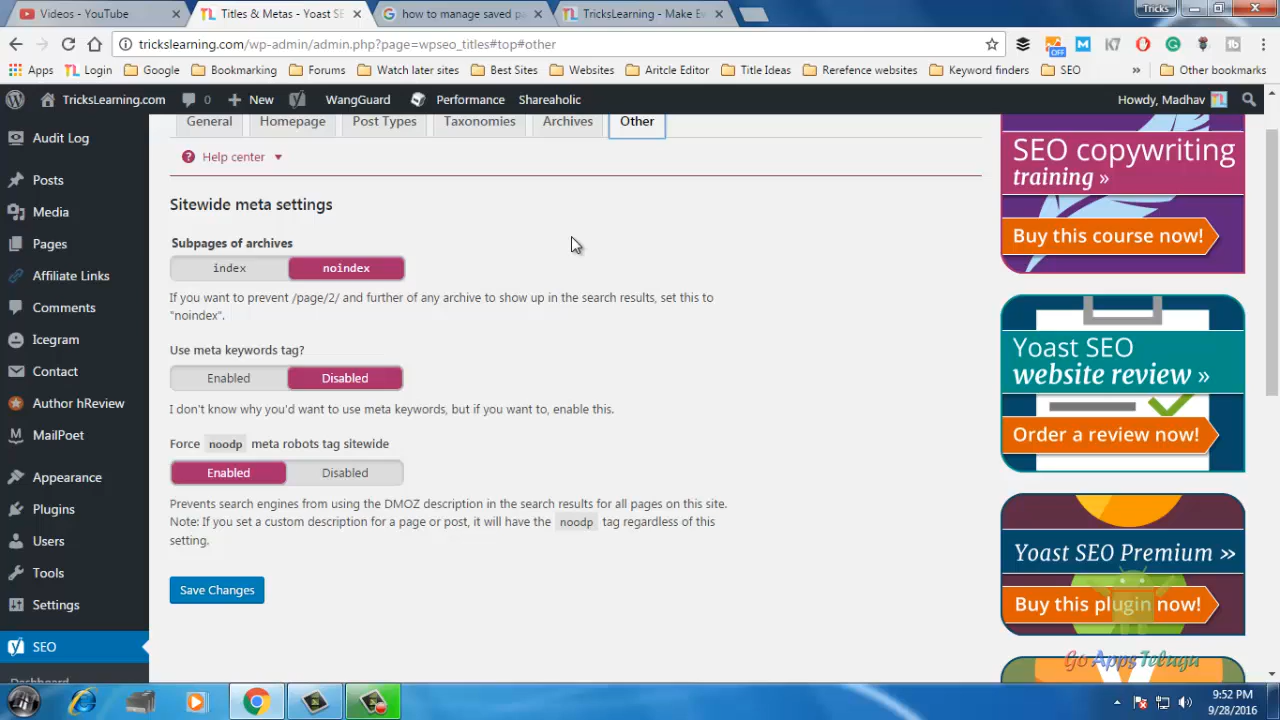 Videos - YouTube
Titles & Metas - Yoast SE
how to manage saved pa
TricksLearning - Make E
Tricks
trickslearning.com/wp-admin/admin.php?page=wpseo_titles#top#other
OFF
M
K7
Apps
Login
Google
Bookmarking
Forums
Watch later sites
Best Sites
Websites
Aritcle Editor
Title Ideas
Rerefence websites
Keyword finders
SEO
»
Other bookmarks
TricksLearning.com
0
New
WangGuard
Performance
Shareaholic
Howdy, Madhav
General
Homepage
Post Types
Taxonomies
Archives
Other
Help center
Sitewide meta settings
Subpages of archives
index
noindex
If you want to prevent /page/2/ and further of any archive to show up in the search results, set this to
"noindex".
Use meta keywords tag?
Enabled
Disabled
I don't know why you'd want to use meta keywords, but if you want to, enable this.
Force noodp meta robots tag sitewide
Enabled
Disabled
Prevents search engines from using the DMOZ description in the search results for all pages on this site.
Note: If you set a custom description for a page or post, it will have the noodp tag regardless of this
setting.
Save Changes
Audit Log
Posts
Media
Pages
Affiliate Links
Comments
Icegram
Contact
Author hReview
MailPoet
Appearance
Plugins
Users
Tools
Settings
SEO
Dashboard
SEO copywriting
training »
Buy this course now!
Yoast SEO
website review »
Order a review now!
Yoast SEO Premium »
Buy this plugin now!
Go Apps Telugu
9:52 PM
9/28/2016